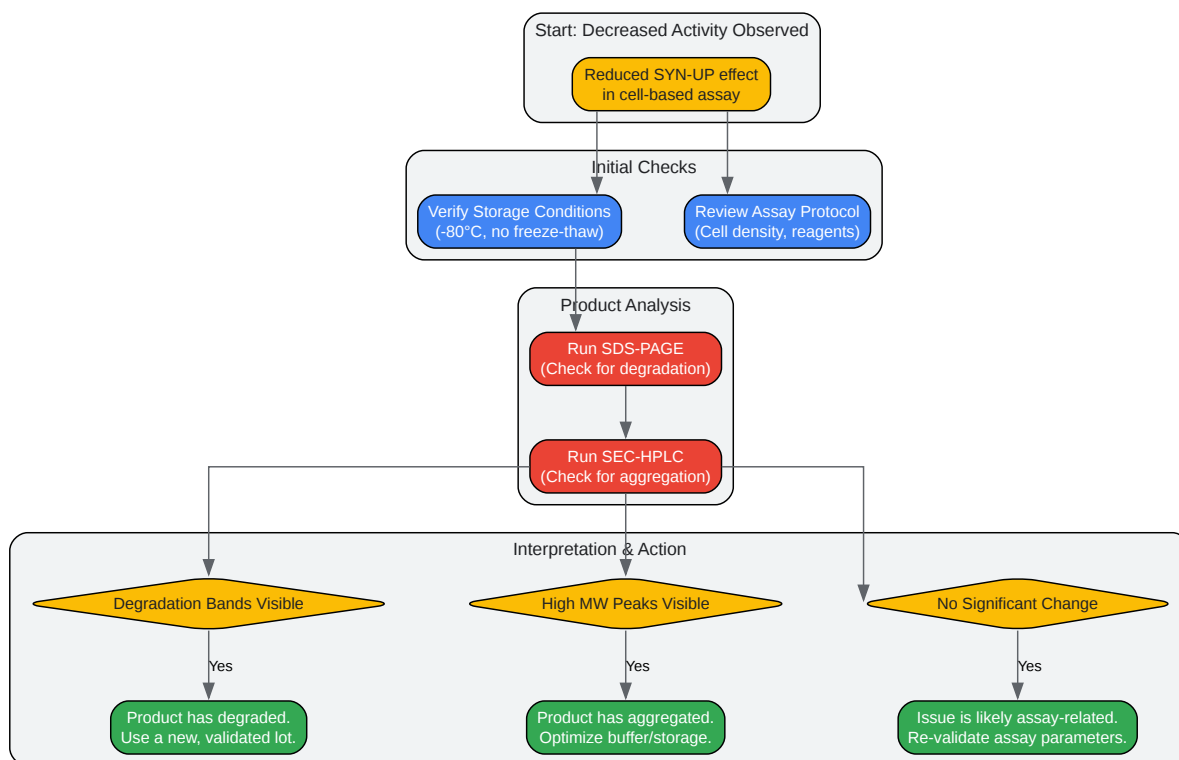 Start: Decreased Activity Observed
Reduced SYN-UP effect
in cell-based assay
Initial Checks
Verify Storage Conditions
(-80°C, no freeze-thaw)
Review Assay Protocol
(Cell density, reagents)
Product Analysis
Run SDS-PAGE
(Check for degradation)
Run SEC-HPLC
(Check for aggregation)
Interpretation & Action
Degradation Bands Visible
High MW Peaks Visible
No Significant Change
Yes
Yes
Yes
Product has degraded.
Use a new, validated lot.
Product has aggregated.
Optimize buffer/storage.
Issue is likely assay-related.
Re-validate assay parameters.